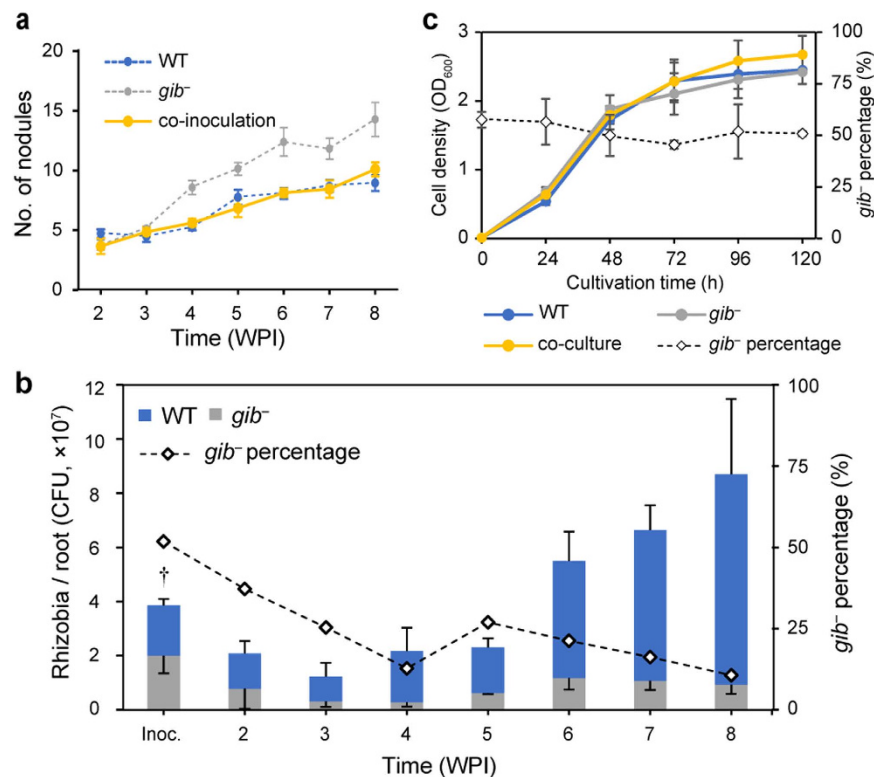 a
20
15
10
5
0
No. of nodules
WT
gib⁻
co-inoculation
2 3 4 5 6 7 8
Time (WPI)
c
3
2
1
0
Cell density (OD₆₀₀)
100
75
50
25
0
gib⁻ percentage (%)
0 24 48 72 96 120
Cultivation time (h)
WT gib⁻
co-culture gib⁻ percentage
b
12
10
8
6
4
2
0
Rhizobia / root (CFU, ×10⁷)
WT gib⁻
gib⁻ percentage
†
100
75
50
25
0
gib⁻ percentage (%)
Inoc. 2 3 4 5 6 7 8
Time (WPI)